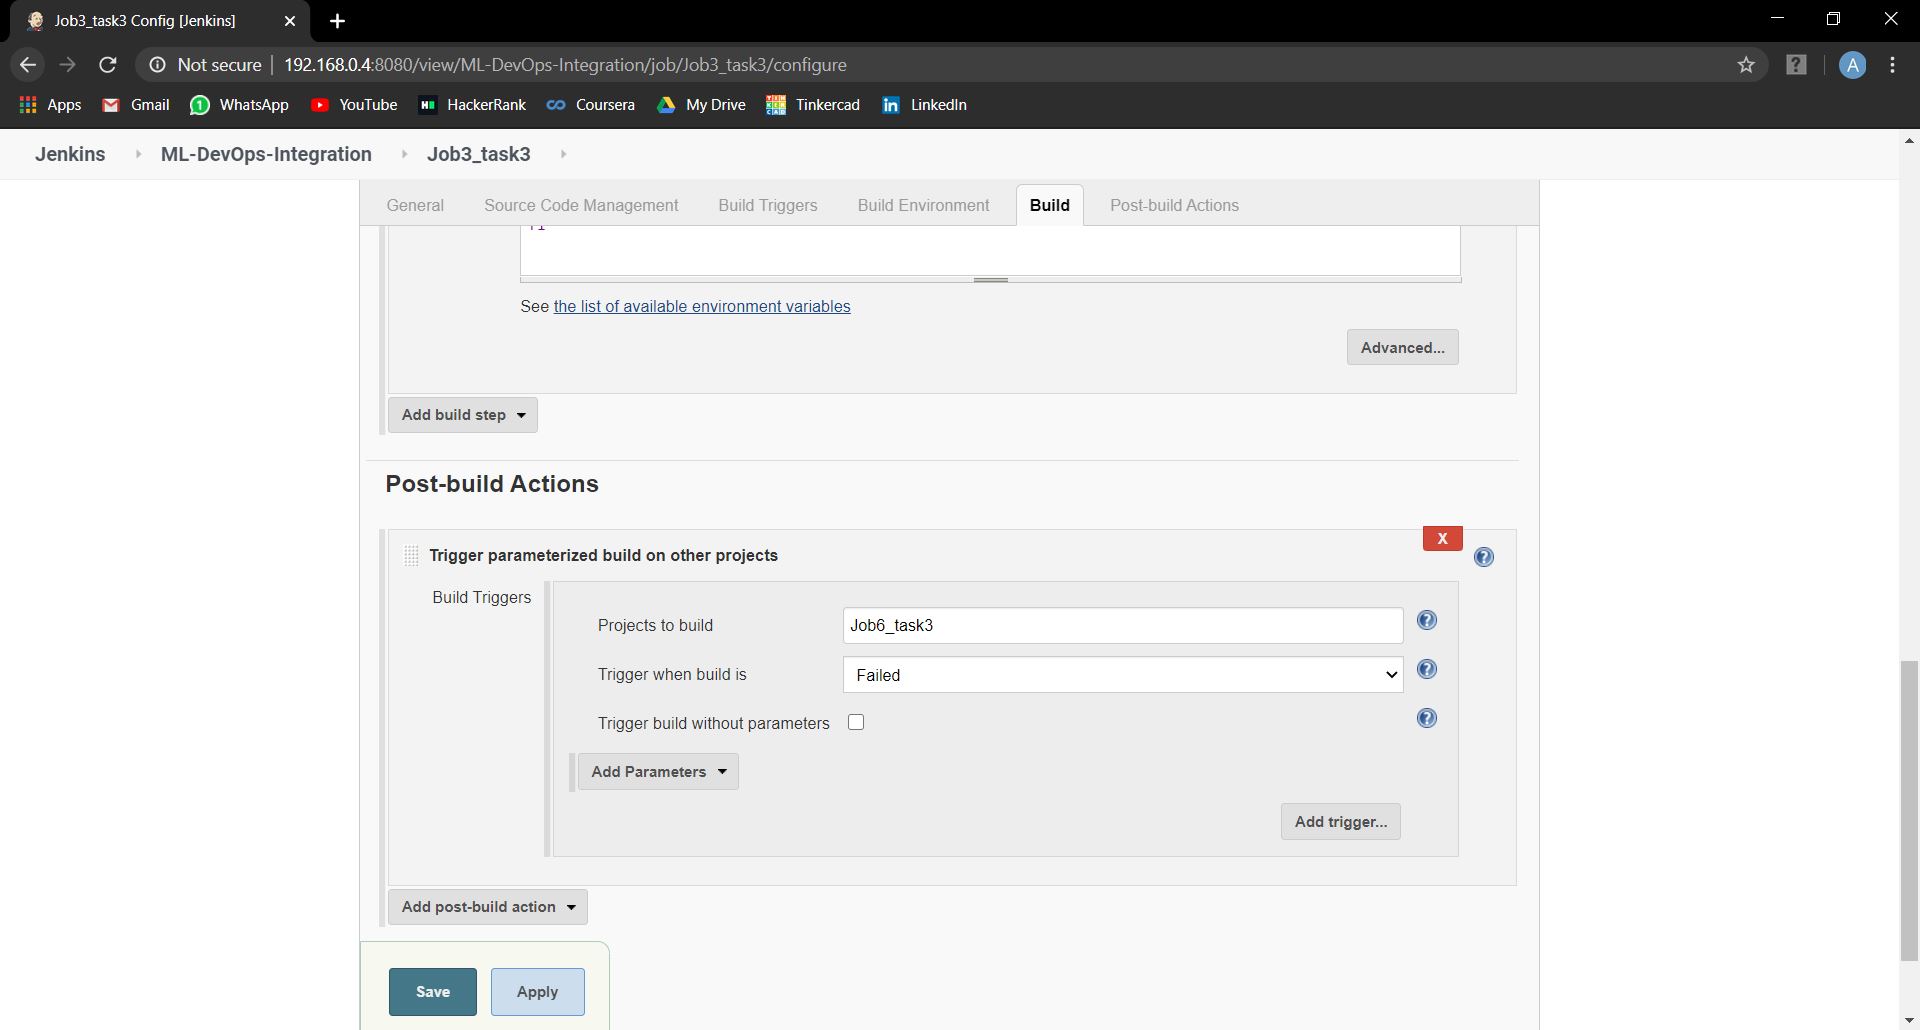 Job3_task3 Config [Jenkins]
Not secure 192.168.0.4:8080/view/ML-DevOps-Integration/job/Job3_task3/configure
A
Apps Gmail WhatsApp YouTube HackerRank Coursera My Drive Tinkercad LinkedIn
Jenkins ML-DevOps-Integration Job3_task3
General Source Code Management Build Triggers Build Environment Build Post-build Actions
See the list of available environment variables
Advanced...
Add build step
Post-build Actions
X
Trigger parameterized build on other projects
Build Triggers
Projects to build Job6_task3
Trigger when build is Failed
Trigger build without parameters
Add Parameters
Add trigger...
Add post-build action
Save Apply